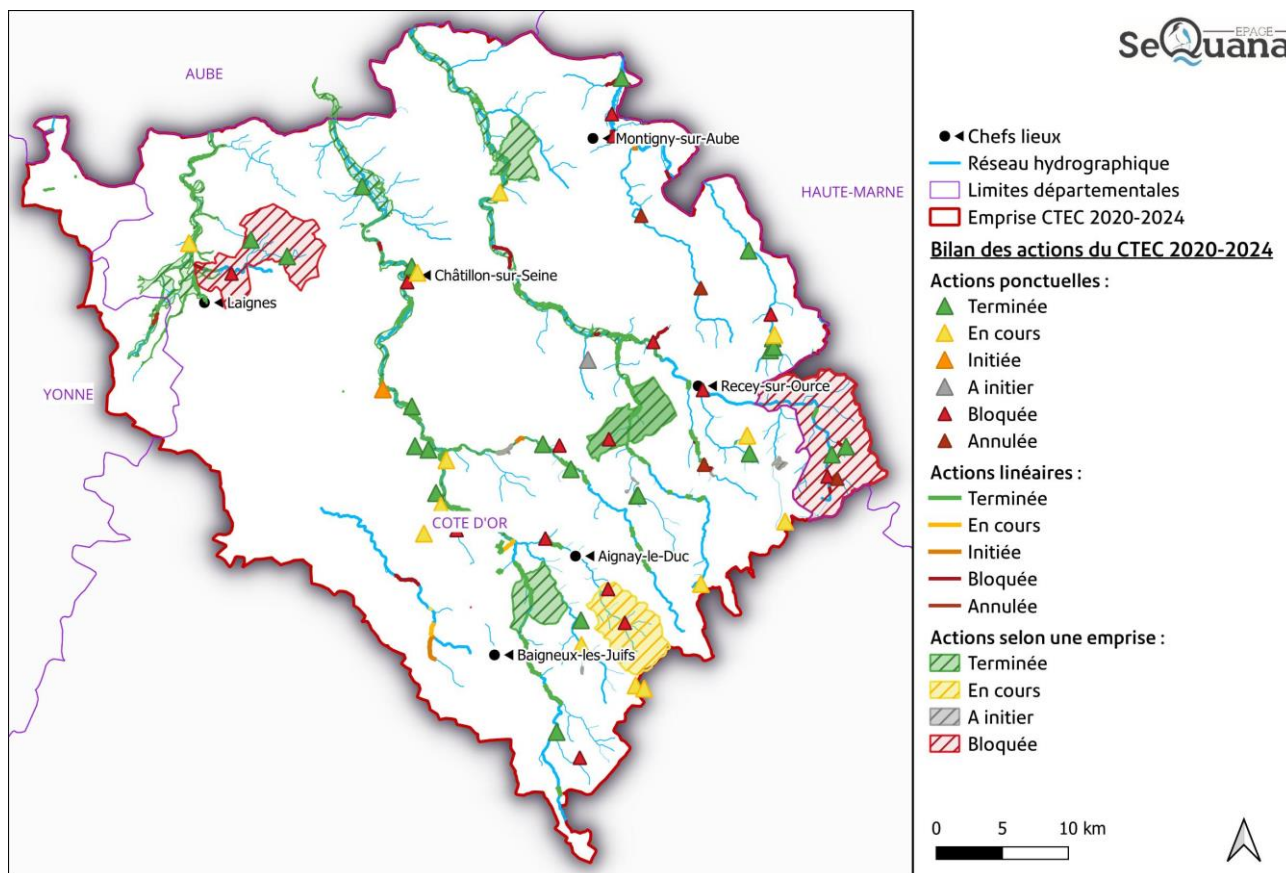 AUBE
HAUTE-MARNE
YONNE
COTE D'OR
Montigny-sur-Aube
Châtillon-sur-Seine
Laignes
Recey-sur-Ource
Aignay-le-Duc
Baigneux-les-Juifs
EPAGE
SeQuana
Chefs lieux
Réseau hydrographique
Limites départementales
Emprise CTEC 2020-2024
Bilan des actions du CTEC 2020-2024
Actions ponctuelles :
Terminée
En cours
Initiée
A initier
Bloquée
Annulée
Actions linéaires :
Terminée
En cours
Initiée
Bloquée
Annulée
Actions selon une emprise :
Terminée
En cours
A initier
Bloquée
0 5 10 km